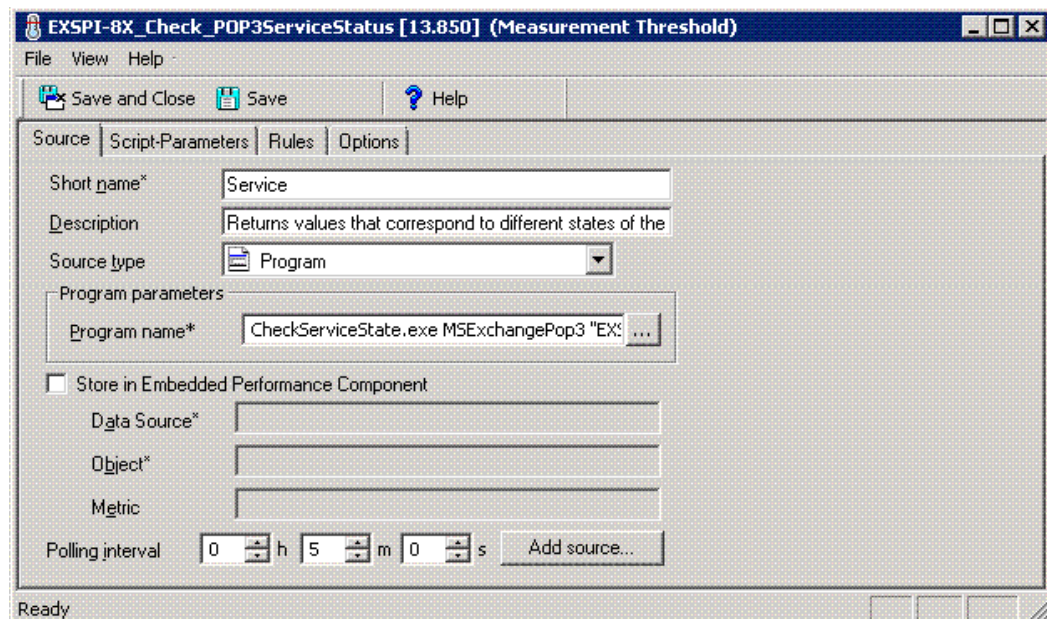 EXSPI-8X_Check_POP3ServiceStatus [13.850] (Measurement Threshold)
File View Help
Save and Close Save Help
Source Script-Parameters Rules Options
Short name* Service
Description Returns values that correspond to different states of the
Source type Program
Program parameters
Program name* CheckServiceState.exe MSExchangePop3 "EXS ...
Store in Embedded Performance Component
Data Source*
Object*
Metric
Polling interval 0 h 5 m 0 s Add source...
Ready